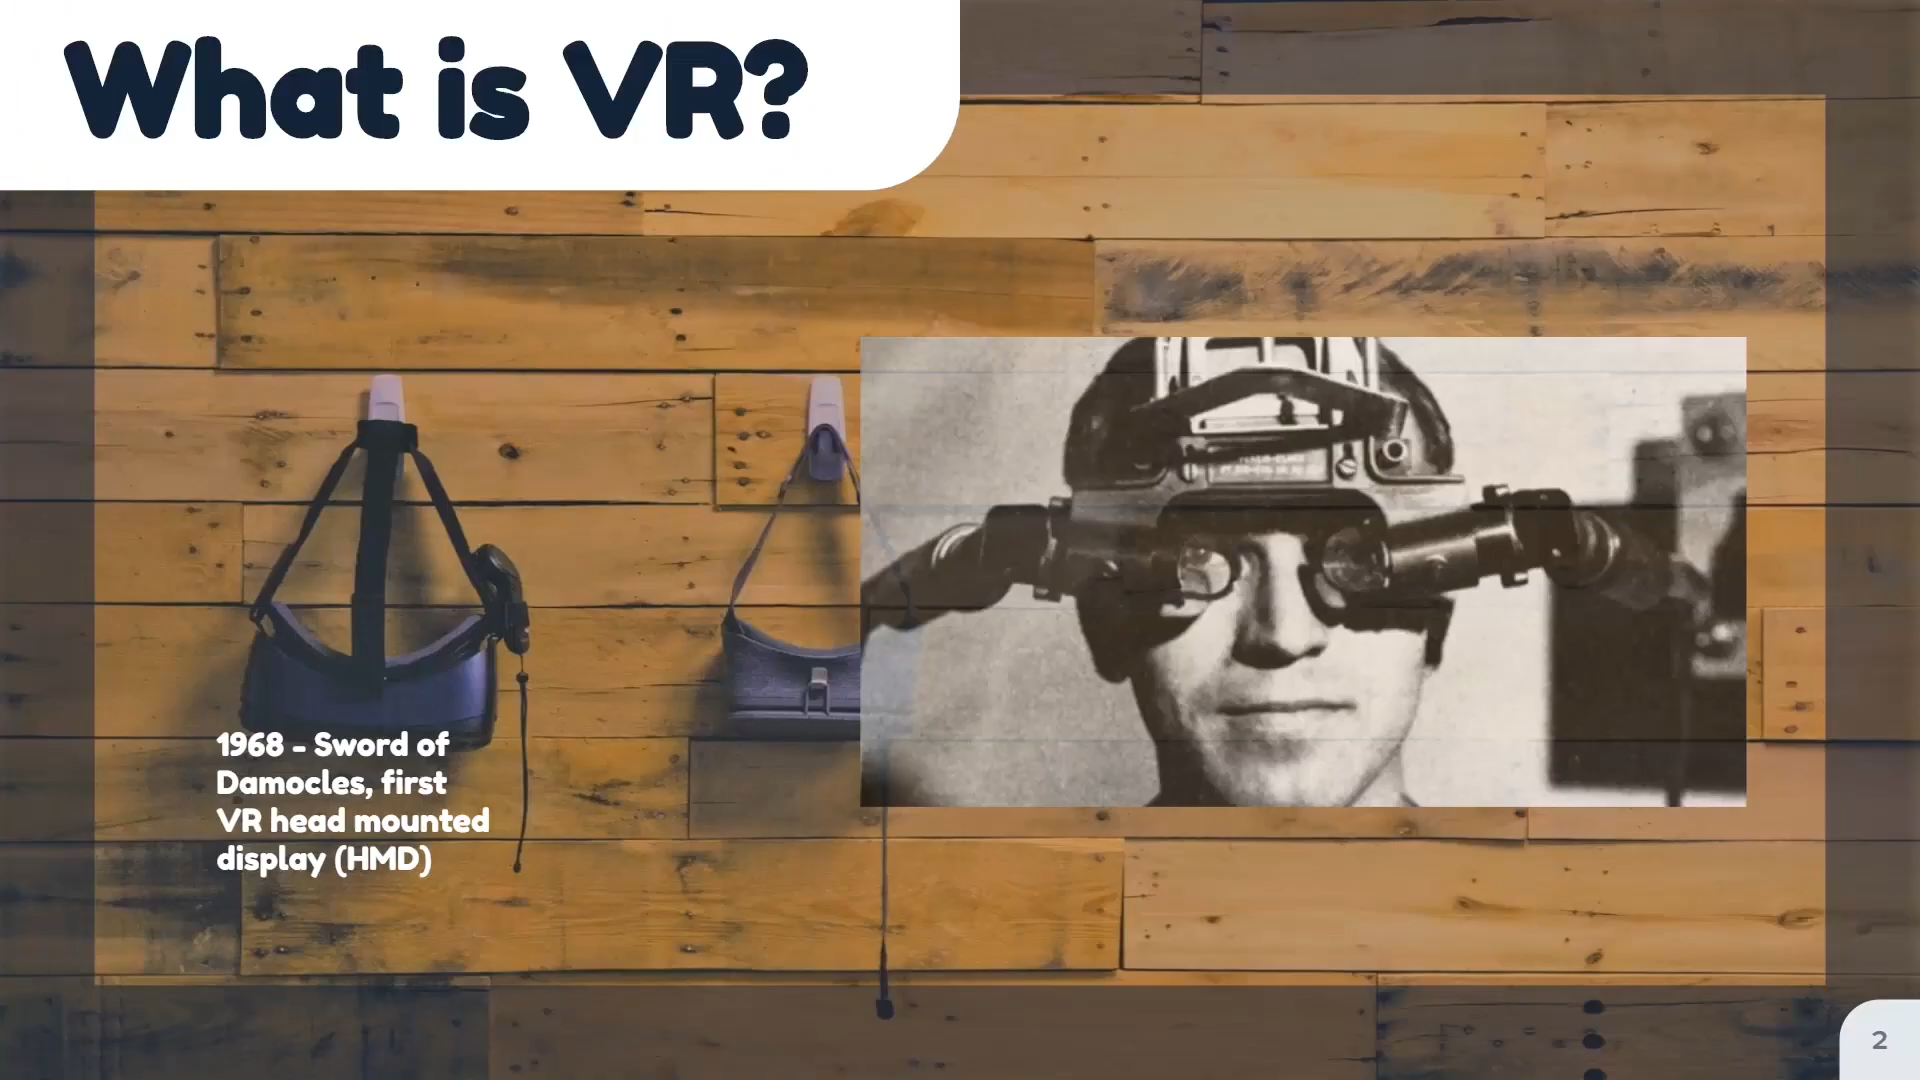 What is VR?
1968 - Sword of
Damocles, first
VR head mounted
display (HMD)
2